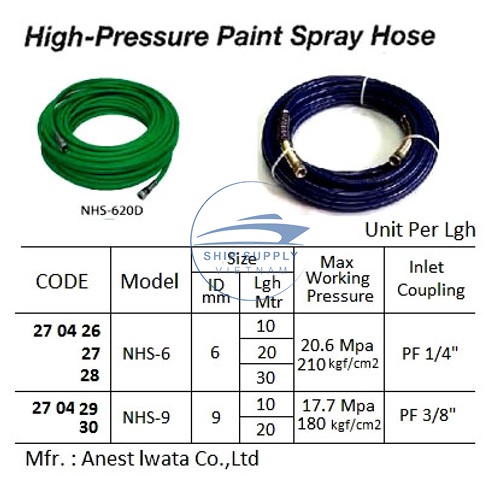 High-Pressure Paint Spray Hose
NHS-620D
SHIP SUPPLY
VIETNAM
Unit Per Lgh
CODE Model Size Max Working Pressure Inlet Coupling
ID mm Lgh Mtr
27 04 26 NHS-6 6 10 20.6 Mpa 210 kgf/cm2 PF 1/4"
27 20
28 30
27 04 29 NHS-9 9 10 17.7 Mpa 180 kgf/cm2 PF 3/8"
30 20
Mfr. : Anest Iwata Co.,Ltd